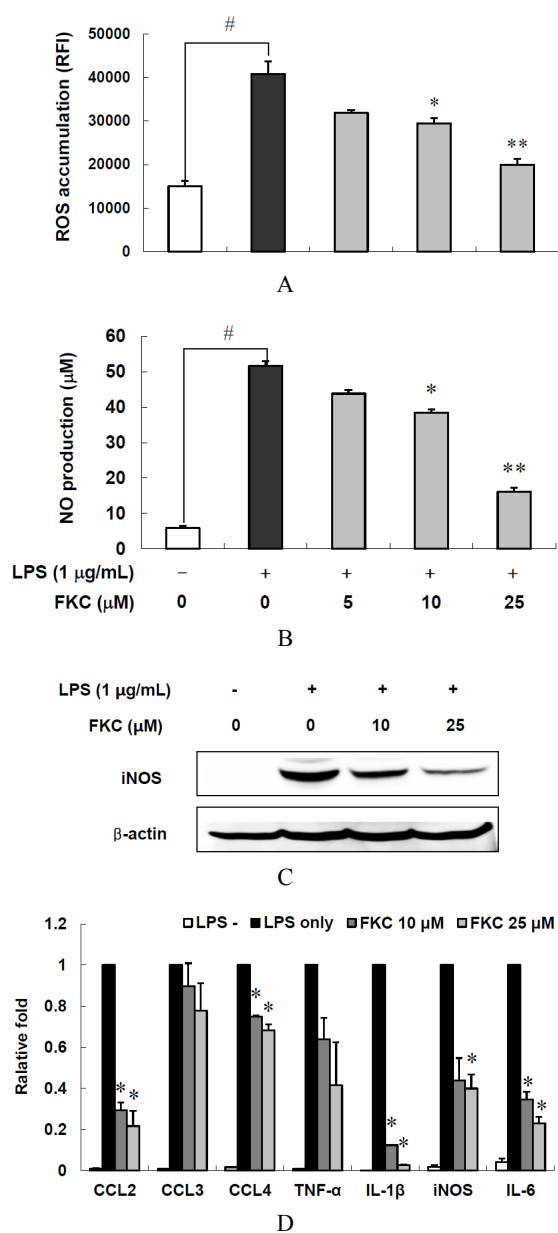 ROS accumulation (RFI)
50000
40000
30000
20000
10000
0
#
*
**
A
NO production (μM)
60
50
40
30
20
10
0
#
*
**
LPS (1 μg/mL) − + + + +
FKC (μM) 0 0 5 10 25
B
LPS (1 μg/mL) - + + +
FKC (μM) 0 0 10 25
iNOS
β-actin
C
Ralative fold
1.2
1
0.8
0.6
0.4
0.2
0
LPS - LPS only FKC 10 μM FKC 25 μM
* *
* *
* *
*
* *
CCL2 CCL3 CCL4 TNF-α IL-1β iNOS IL-6
D